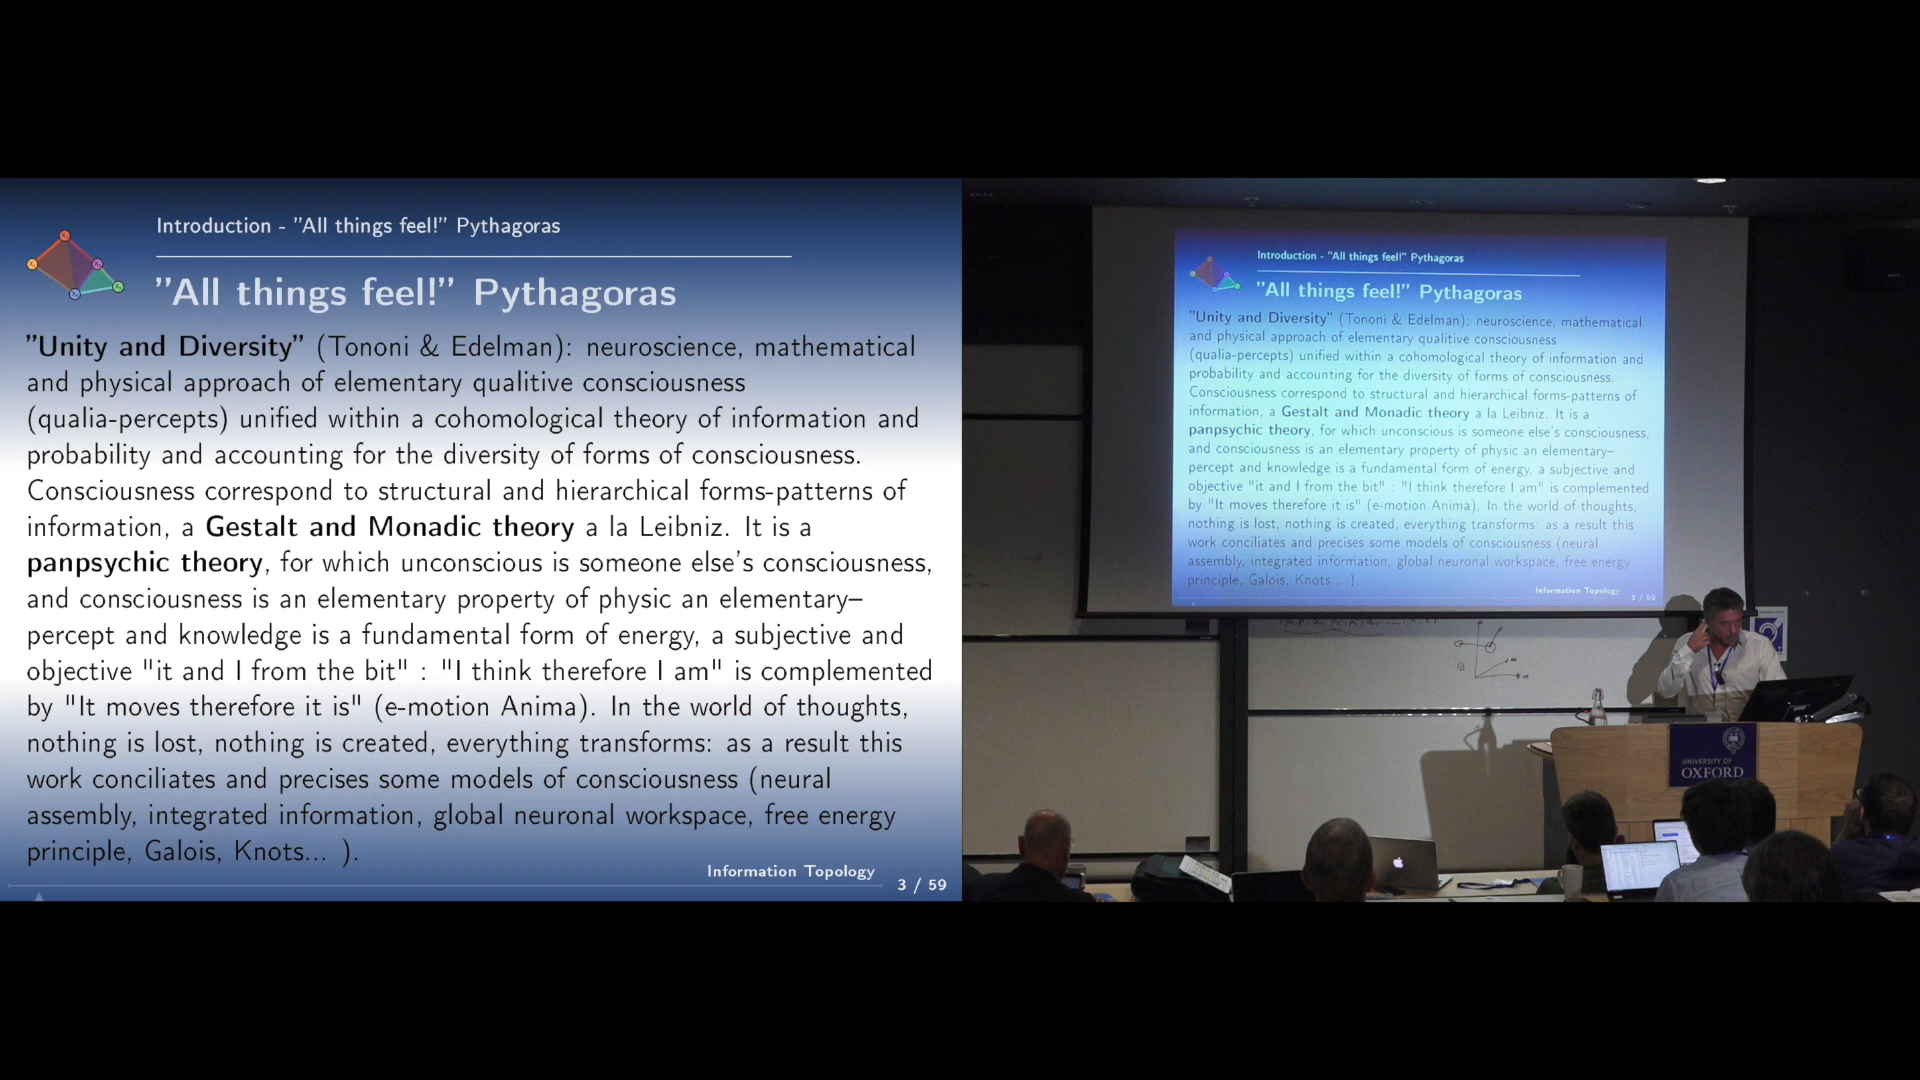 Introduction - "All things feel!" Pythagoras
"All things feel!" Pythagoras
"Unity and Diversity" (Tononi & Edelman): neuroscience, mathematical
and physical approach of elementary qualitive consciousness
(qualia-percepts) unified within a cohomological theory of information and
probability and accounting for the diversity of forms of consciousness.
Consciousness correspond to structural and hierarchical forms-patterns of
information, a Gestalt and Monadic theory a la Leibniz. It is a
panpsychic theory, for which unconscious is someone else's consciousness,
and consciousness is an elementary property of physic an elementary–
percept and knowledge is a fundamental form of energy, a subjective and
objective "it and I from the bit" : "I think therefore I am" is complemented
by "It moves therefore it is" (e-motion Anima). In the world of thoughts,
nothing is lost, nothing is created, everything transforms: as a result this
work conciliates and precises some models of consciousness (neural
assembly, integrated information, global neuronal workspace, free energy
principle, Galois, Knots... ).
Information Topology
3 / 59
Introduction - "All things feel!" Pythagoras
"All things feel!" Pythagoras
"Unity and Diversity" (Tononi & Edelman): neuroscience, mathematical
and physical approach of elementary qualitive consciousness
(qualia-percepts) unified within a cohomological theory of information and
probability and accounting for the diversity of forms of consciousness.
Consciousness correspond to structural and hierarchical forms-patterns of
information, a Gestalt and Monadic theory a la Leibniz. It is a
panpsychic theory, for which unconscious is someone else's consciousness,
and consciousness is an elementary property of physic an elementary–
percept and knowledge is a fundamental form of energy, a subjective and
objective "it and I from the bit" : "I think therefore I am" is complemented
by "It moves therefore it is" (e-motion Anima). In the world of thoughts,
nothing is lost, nothing is created, everything transforms: as a result this
work conciliates and precises some models of consciousness (neural
assembly, integrated information, global neuronal workspace, free energy
principle, Galois, Knots... ).
Information Topology
3 / 59
UNIVERSITY OF
OXFORD